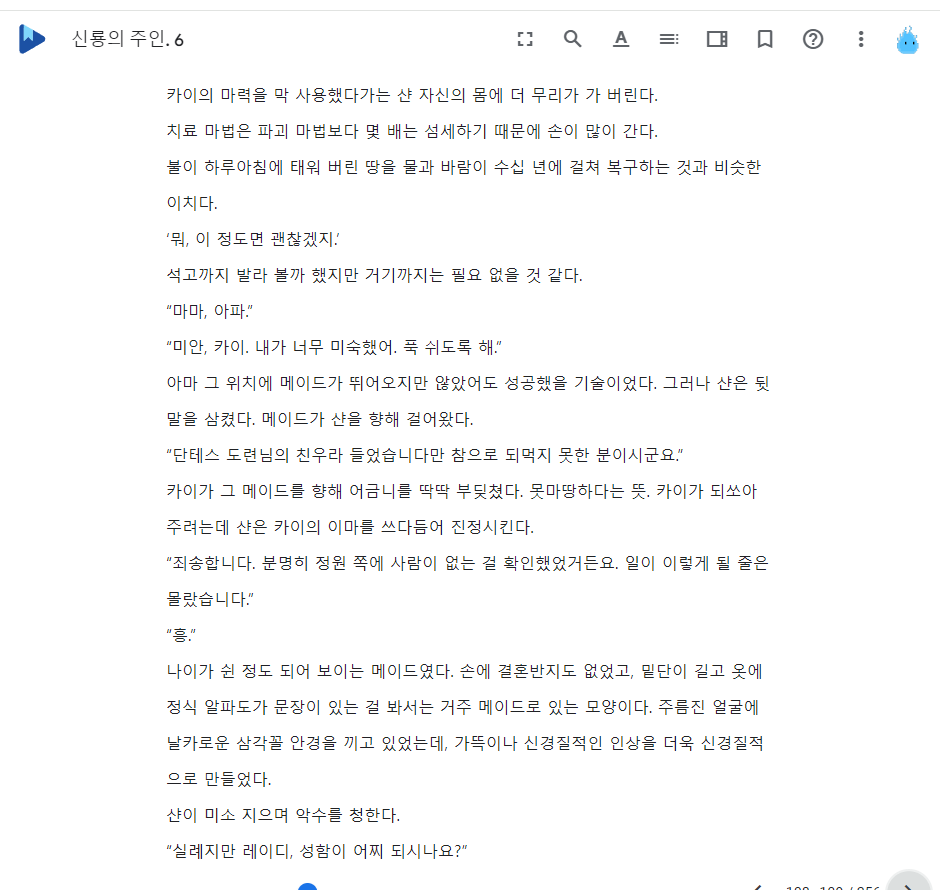 신룡의 주인. 6
카이의 마력을 막 사용했다가는 샨 자신의 몸에 더 무리가 가 버린다.
치료 마법은 파괴 마법보다 몇 배는 섬세하기 때문에 손이 많이 간다.
불이 하루아침에 태워 버린 땅을 물과 바람이 수십 년에 걸쳐 복구하는 것과 비슷한
이치다.
‘뭐, 이 정도면 괜찮겠지.’
석고까지 발라 볼까 했지만 거기까지는 필요 없을 것 같다.
“마마, 아파.”
“미안, 카이. 내가 너무 미숙했어. 푹 쉬도록 해.”
아마 그 위치에 메이드가 뛰어오지만 않았어도 성공했을 기술이었다. 그러나 샨은 뒷
말을 삼켰다. 메이드가 샨을 향해 걸어왔다.
“단테스 도련님의 친우라 들었습니다만 참으로 되먹지 못한 분이시군요.”
카이가 그 메이드를 향해 어금니를 딱딱 부딪쳤다. 못마땅하다는 뜻. 카이가 되쏘아
주려는데 샨은 카이의 이마를 쓰다듬어 진정시킨다.
“죄송합니다. 분명히 정원 쪽에 사람이 없는 걸 확인했었거든요. 일이 이렇게 될 줄은
몰랐습니다.”
“흥.”
나이가 쉰 정도 되어 보이는 메이드였다. 손에 결혼반지도 없었고, 밑단이 길고 옷에
정식 알파도가 문장이 있는 걸 봐서는 거주 메이드로 있는 모양이다. 주름진 얼굴에
날카로운 삼각꼴 안경을 끼고 있었는데, 가뜩이나 신경질적인 인상을 더욱 신경질적
으로 만들었다.
샨이 미소 지으며 악수를 청한다.
“실례지만 레이디, 성함이 어찌 되시나요?”